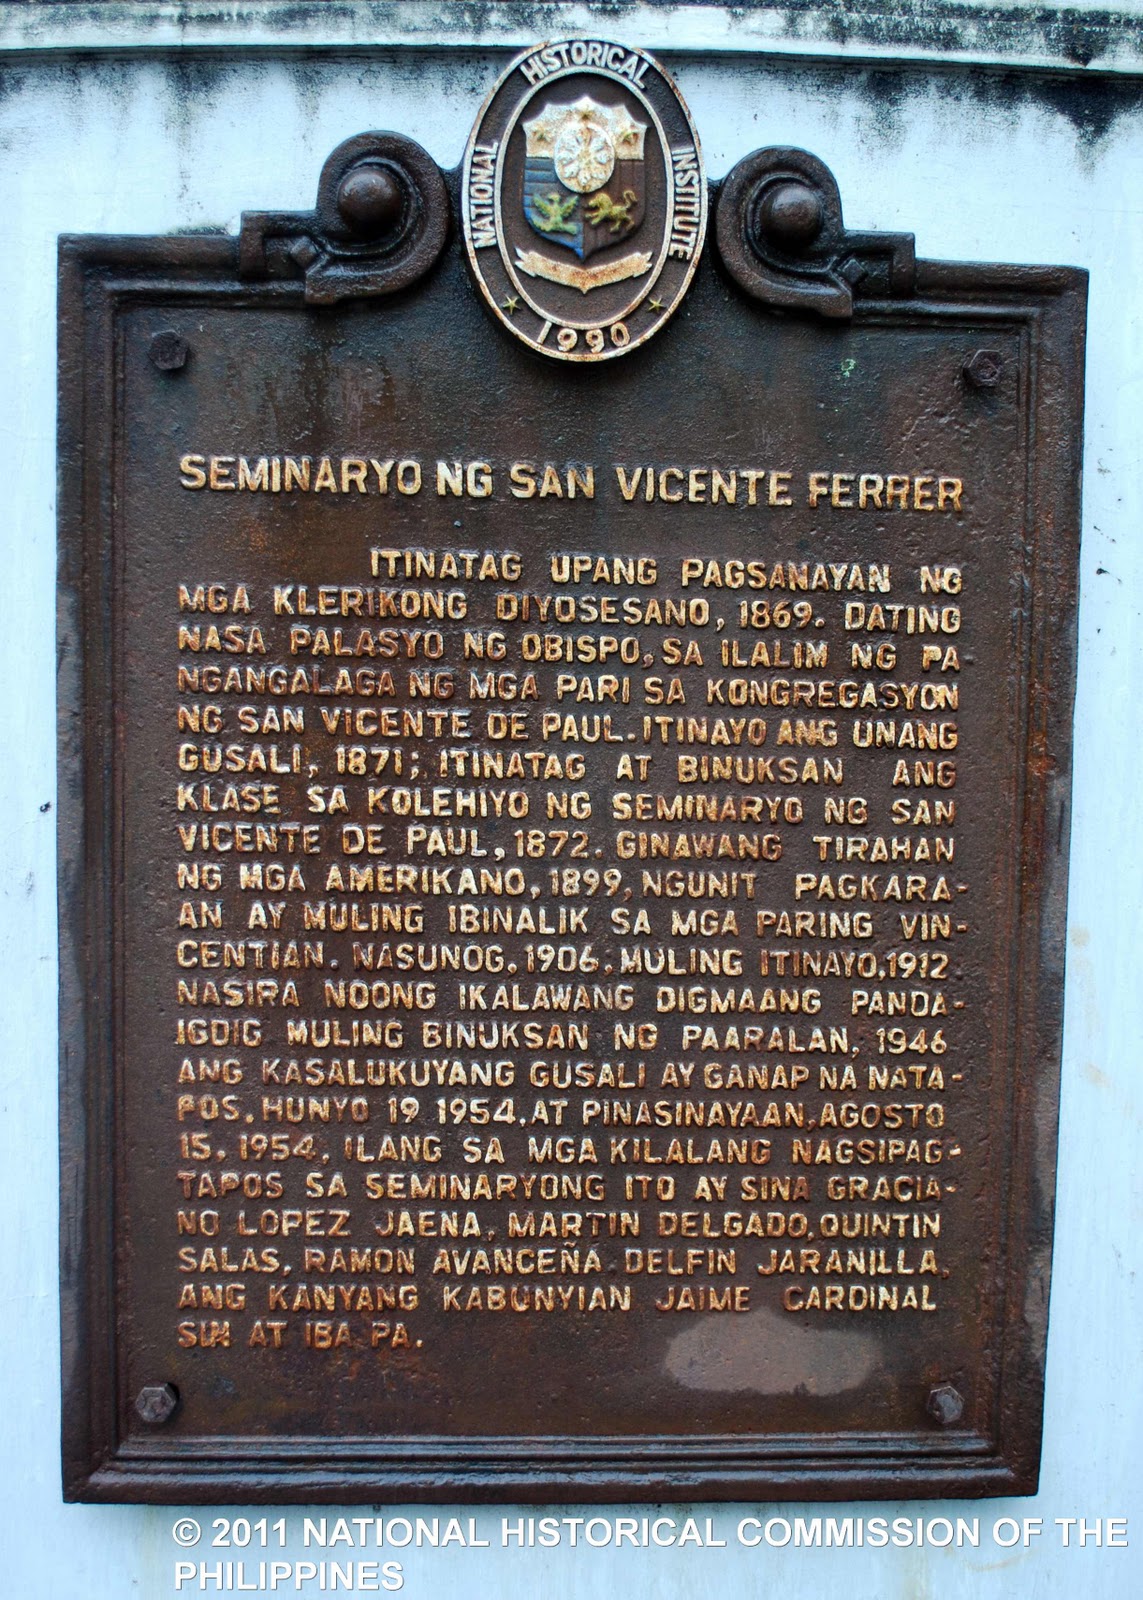 NATIONAL HISTORICAL INSTITUTE
1990
SEMINARYO NG SAN VICENTE FERRER
ITINATAG UPANG PAGSANAYAN NG
MGA KLERIKONG DIYOSESANO, 1869. DATING
NASA PALASYO NG OBISPO, SA ILALIM NG PA
NGANGALAGA NG MGA PARI SA KONGREGASYON
NG SAN VICENTE DE PAUL. ITINAYO ANG UNANG
GUSALI, 1871; ITINATAG AT BINUKSAN ANG
KLASE SA KOLEHIYO NG SEMINARYO NG SAN
VICENTE DE PAUL, 1872. GINAWANG TIRAHAN
NG MGA AMERIKANO, 1899, NGUNIT PAGKARA-
AN AY MULING IBINALIK SA MGA PARING VIN-
CENTIAN. NASUNOG, 1906, MULING ITINAYO, 1912.
NASIRA NOONG IKALAWANG DIGMAANG PANDA-
IGDIG MULING BINUKSAN NG PAARALAN, 1946
ANG KASALUKUYANG GUSALI AY GANAP NA NATA-
POS, HUNYO 19 1954, AT PINASINAYAAN, AGOSTO
15, 1954. ILANG SA MGA KILALANG NAGSIPAG-
TAPOS SA SEMINARYONG ITO AY SINA GRACIA-
NO LOPEZ JAENA, MARTIN DELGADO, QUINTIN
SALAS, RAMON AVANCEÑA DELFIN JARANILLA,
ANG KANYANG KABUNYIAN JAIME CARDINAL
SIN AT IBA PA.
© 2011 NATIONAL HISTORICAL COMMISSION OF THE
PHILIPPINES